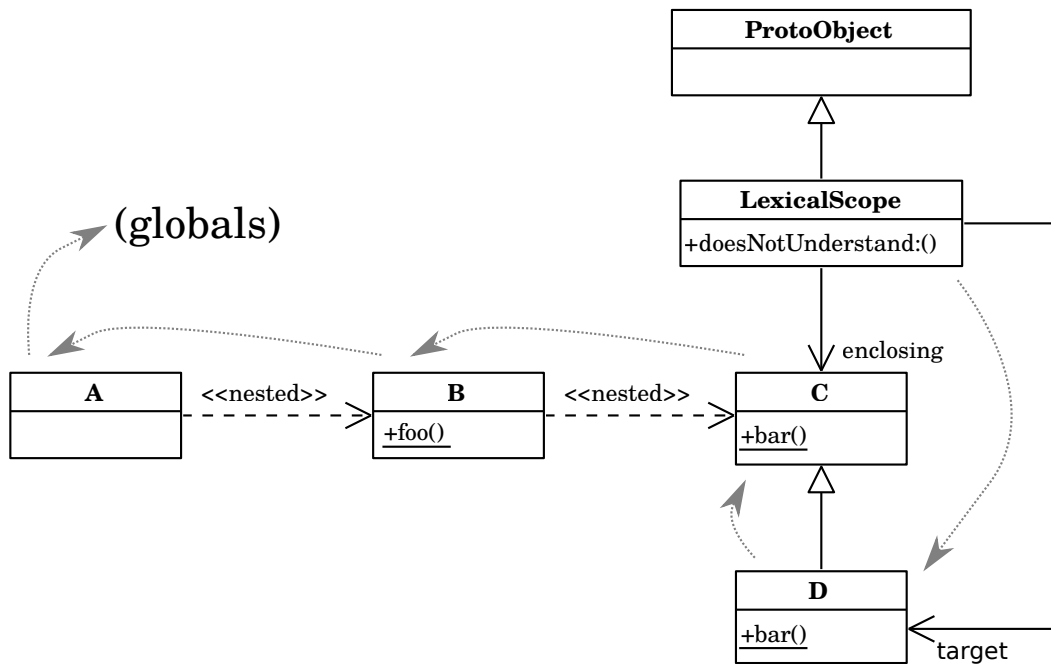 ProtoObject
LexicalScope
+doesNotUnderstand:()
(globals)
enclosing
A
<<nested>>
B
+foo()
<<nested>>
C
+bar()
D
+bar()
target